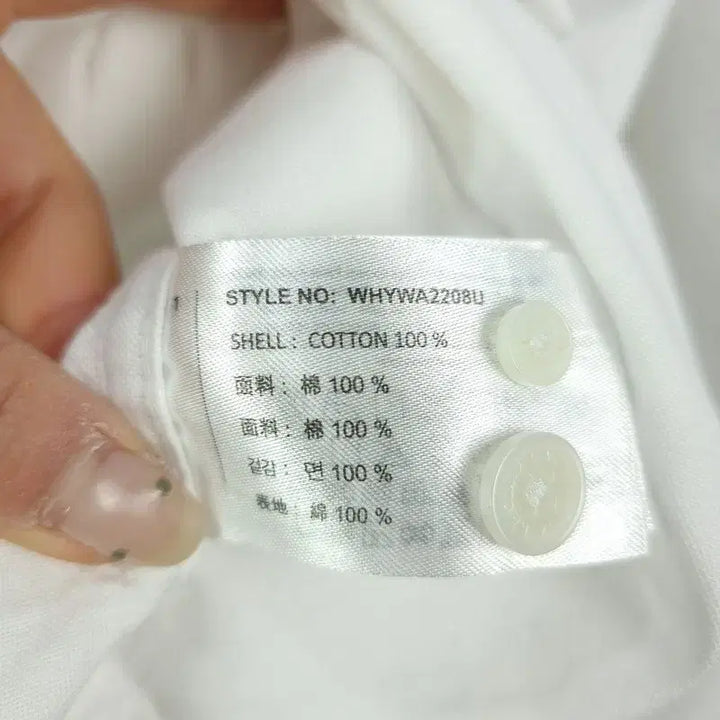 STYLE NO: WHYWA2208U
SHELL: COTTON 100 %
面料: 棉 100 %
面料: 棉 100 %
겉감: 면 100 %
表地: 綿 100 %